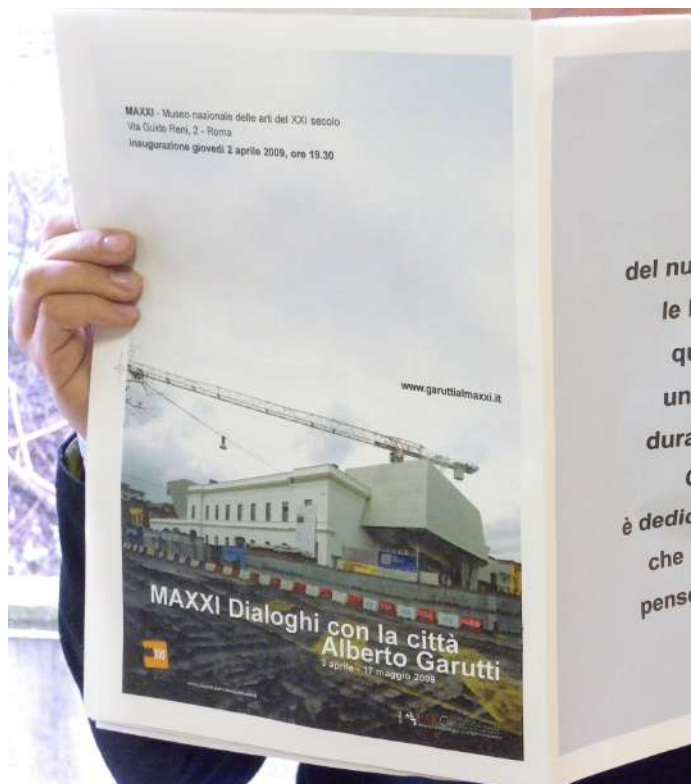 MAXXI - Museo nazionale delle arti del XXI secolo
Via Guido Reni, 2 - Roma
inaugurazione giovedì 2 aprile 2009, ore 19.30
www.garuttialmaxxi.it
MAXXI Dialoghi con la città
Alberto Garutti
3 aprile - 17 maggio 2009
del nu
le
qu
un
dura
è dedic
che
pens